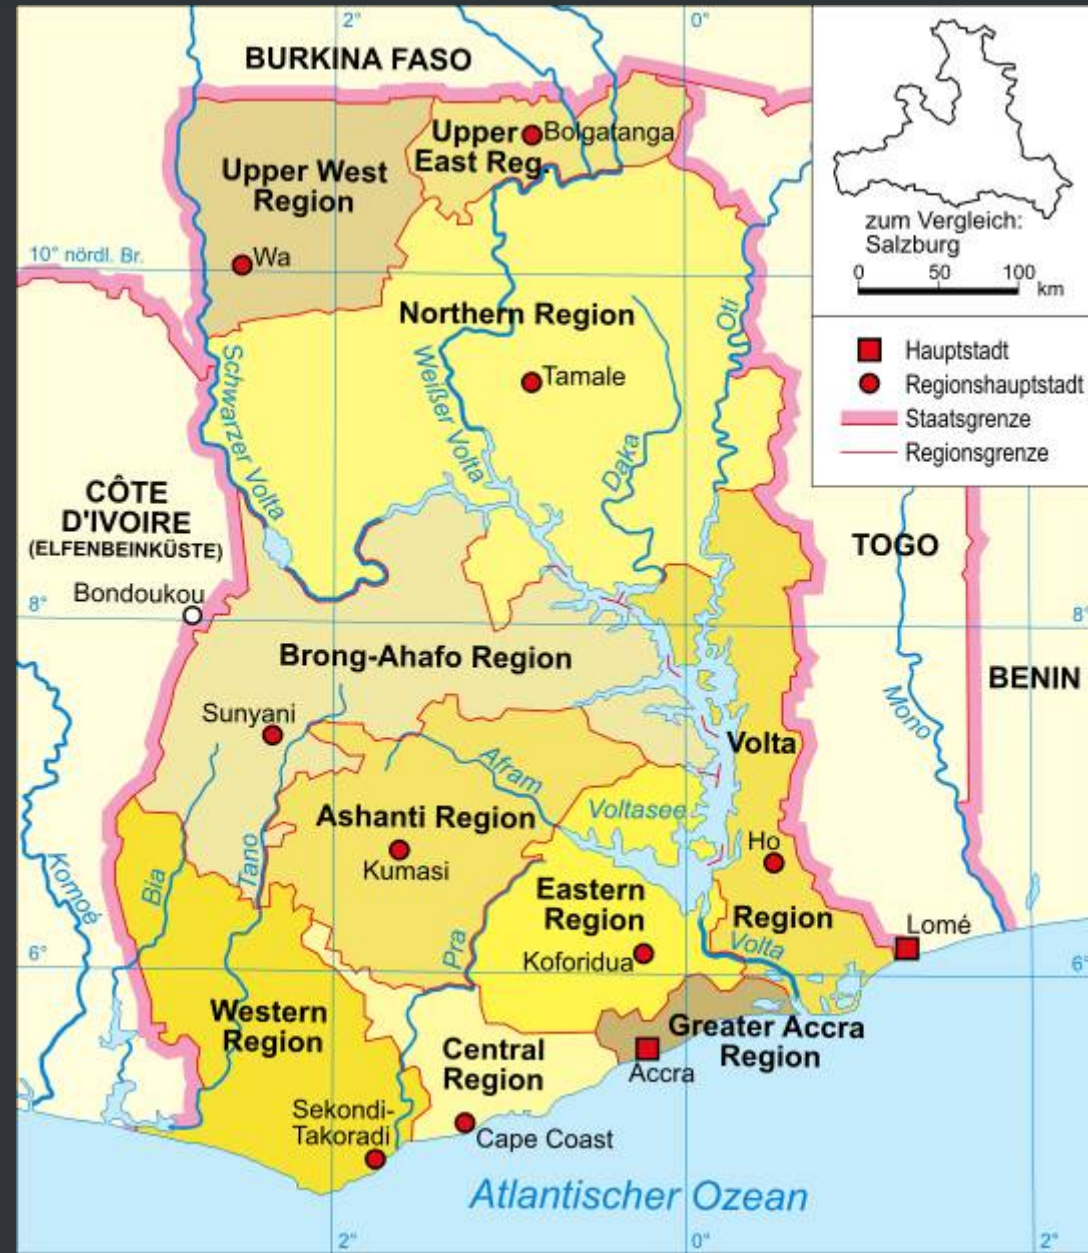 2°
0°
BURKINA FASO
Upper
East Reg.
Bolgatanga
Upper West
Region
zum Vergleich:
Salzburg
0 50 100
km
10° nördl. Br.
Wa
Northern Region
Oti
Hauptstadt
Regionshauptstadt
Staatsgrenze
Regionsgrenze
Schwarzer Volta
Weißer Volta
Tamale
Daka
CÔTE
D'IVOIRE
(ELFENBEINKÜSTE)
TOGO
Bondoukou
8°
8°
Brong-Ahafo Region
BENIN
Sunyani
Mono
Volta
Afram
Voltasee
Ashanti Region
Kumasi
Ho
Komoé
Bia
Tano
Eastern
Region
Region
Lomé
Pra
Koforidua
Volta
6°
6°
Western
Region
Greater Accra
Region
Central
Region
Accra
Sekondi-
Takoradi
Cape Coast
Atlantischer Ozean
2°
0°
2°